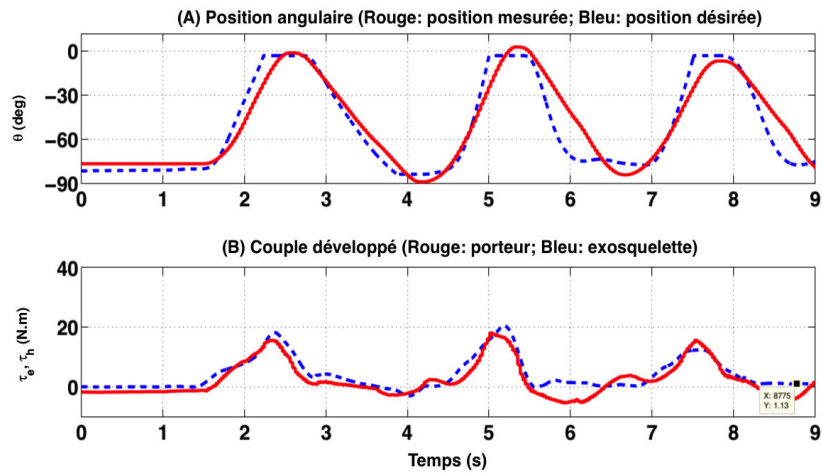 (A) Position angulaire (Rouge: position mesurée; Bleu: position désirée)
0
−30
−60
−90
θ (deg)
0 1 2 3 4 5 6 7 8 9
(B) Couple développé (Rouge: porteur; Bleu: exosquelette)
40
20
0
−20
τe, τh (N.m)
X: 8775
Y: 1.13
0 1 2 3 4 5 6 7 8 9
Temps (s)